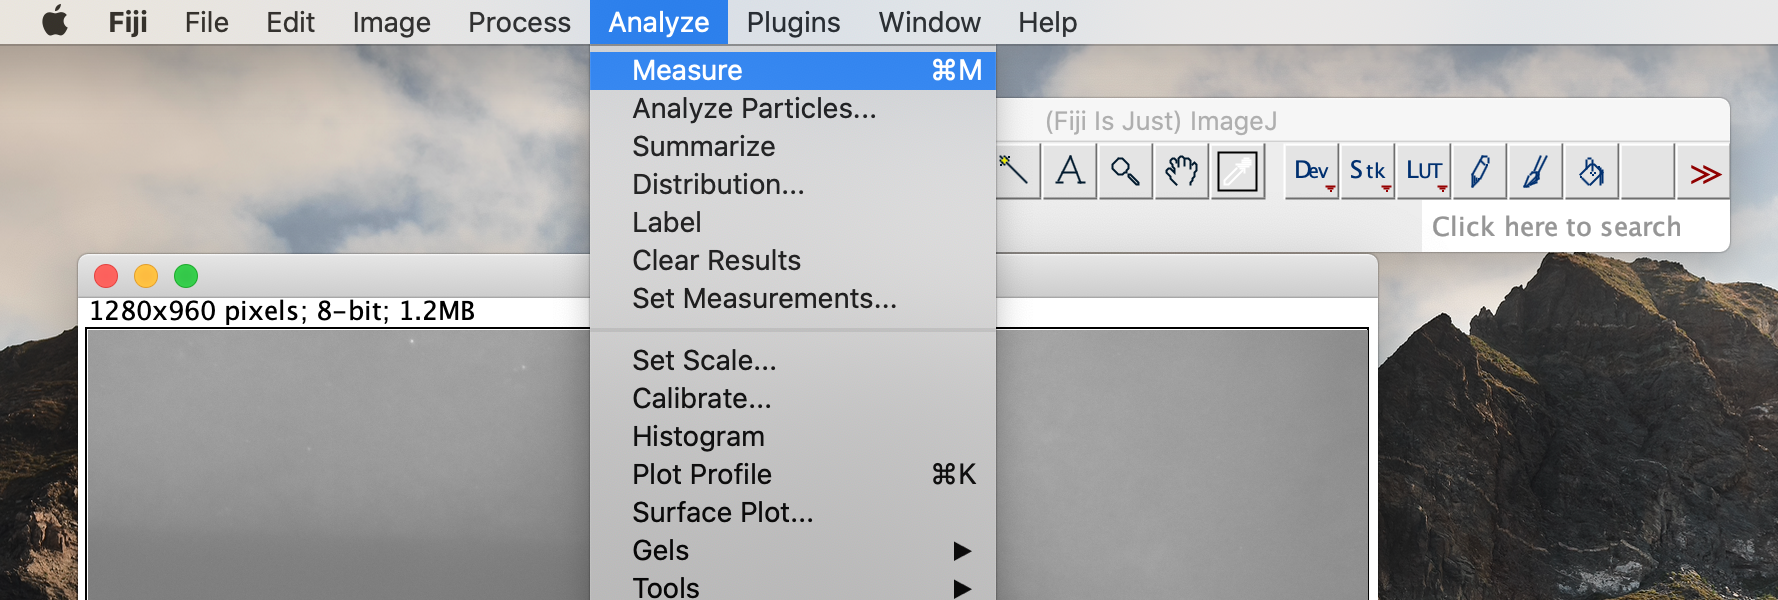 Fiji File Edit Image Process Analyze Plugins Window Help
Measure ⌘M
Analyze Particles...
Summarize
Distribution...
Label
Clear Results
Set Measurements...
Set Scale...
Calibrate...
Histogram
Plot Profile ⌘K
Surface Plot...
Gels
Tools
(Fiji Is Just) ImageJ
A Dev Stk LUT
Click here to search
1280x960 pixels; 8-bit; 1.2MB